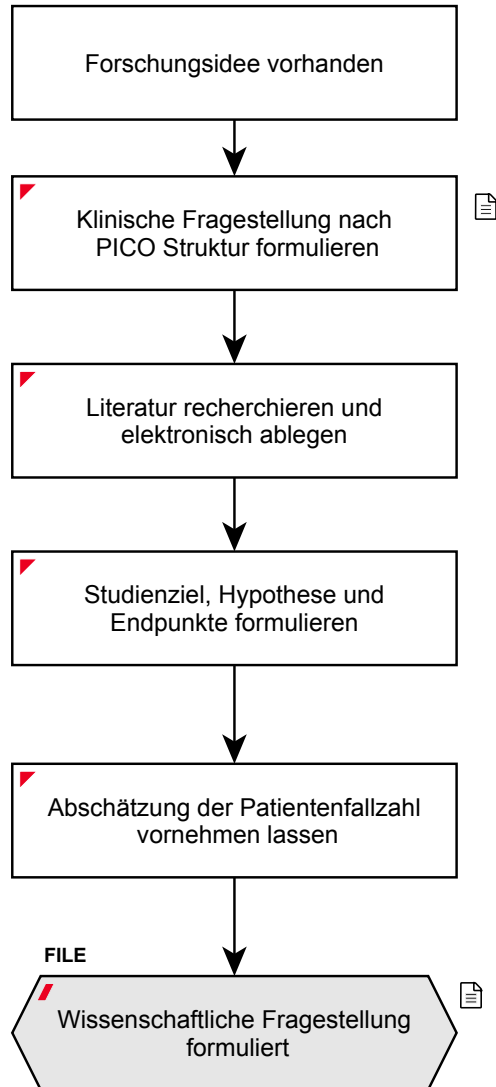 Forschungsidee vorhanden
Klinische Fragestellung nach
PICO Struktur formulieren
Literatur recherchieren und
elektronisch ablegen
Studienziel, Hypothese und
Endpunkte formulieren
Abschätzung der Patientenfallzahl
vornehmen lassen
FILE
Wissenschaftliche Fragestellung
formuliert